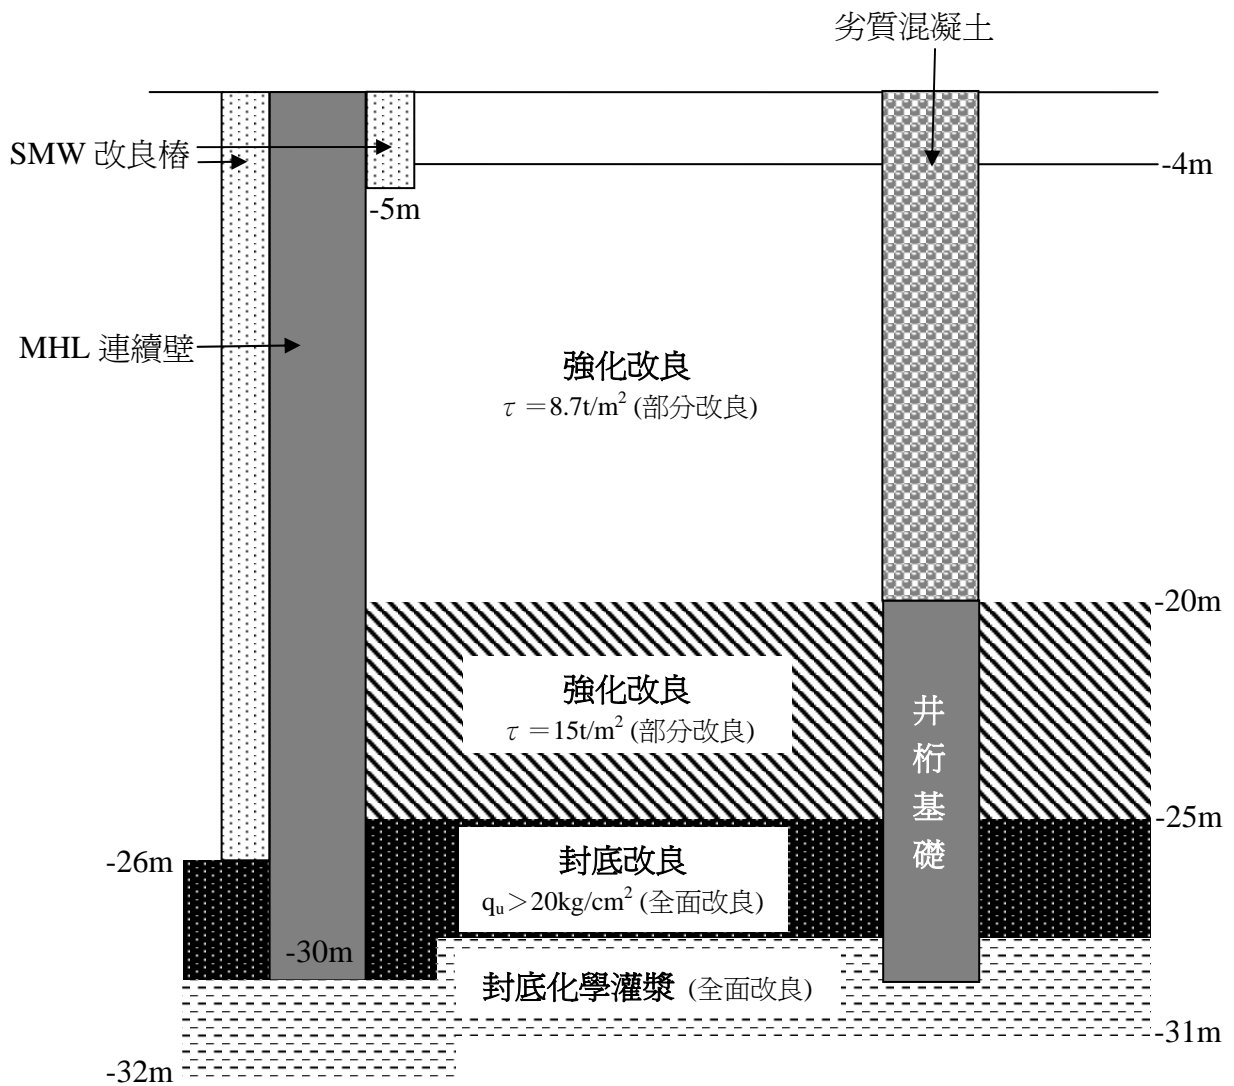 劣質混凝土
SMW 改良樁
-4m
-5m
MHL 連續壁
強化改良
τ＝8.7t/m² (部分改良)
-20m
強化改良
τ＝15t/m² (部分改良)
井桁基礎
-25m
-26m
封底改良
qᵤ＞20kg/cm² (全面改良)
-30m
封底化學灌漿 (全面改良)
-31m
-32m